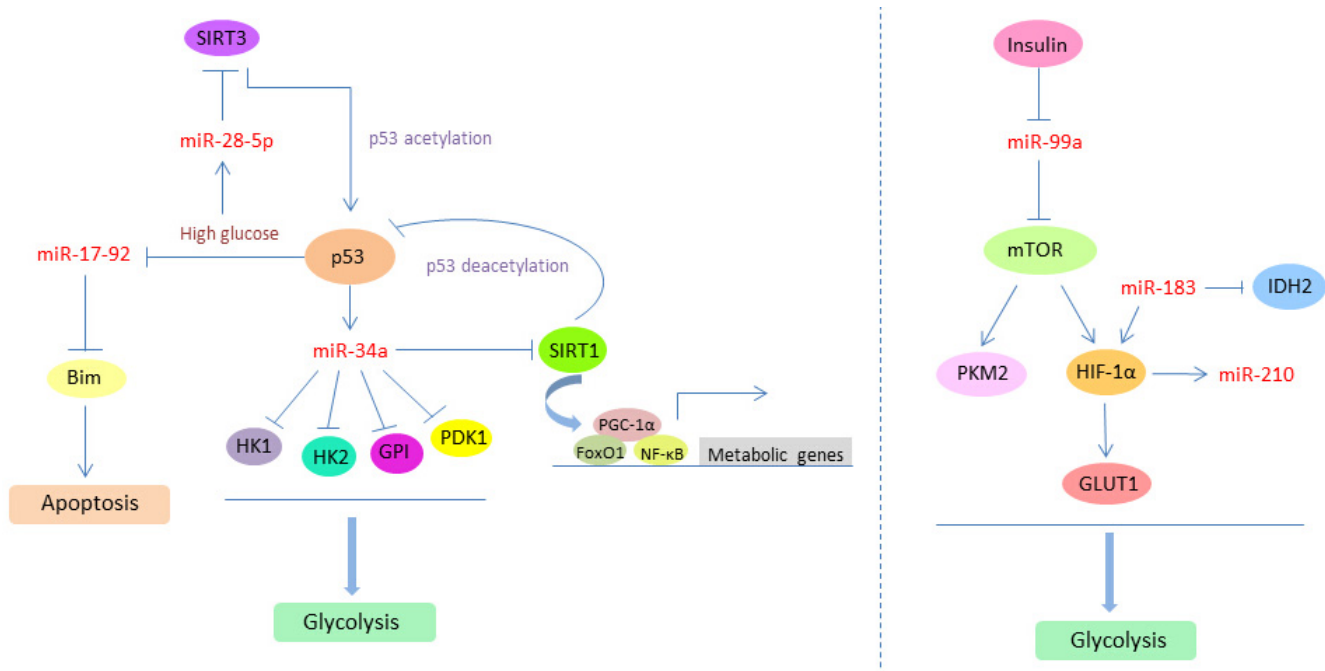 SIRT3
miR-28-5p
p53 acetylation
High glucose
miR-17-92
p53
p53 deacetylation
Bim
miR-34a
SIRT1
HK1
HK2
GPI
PDK1
PGC-1α
FoxO1
NF-κB
Metabolic genes
Apoptosis
Glycolysis
Insulin
miR-99a
mTOR
miR-183
IDH2
PKM2
HIF-1α
miR-210
GLUT1
Glycolysis